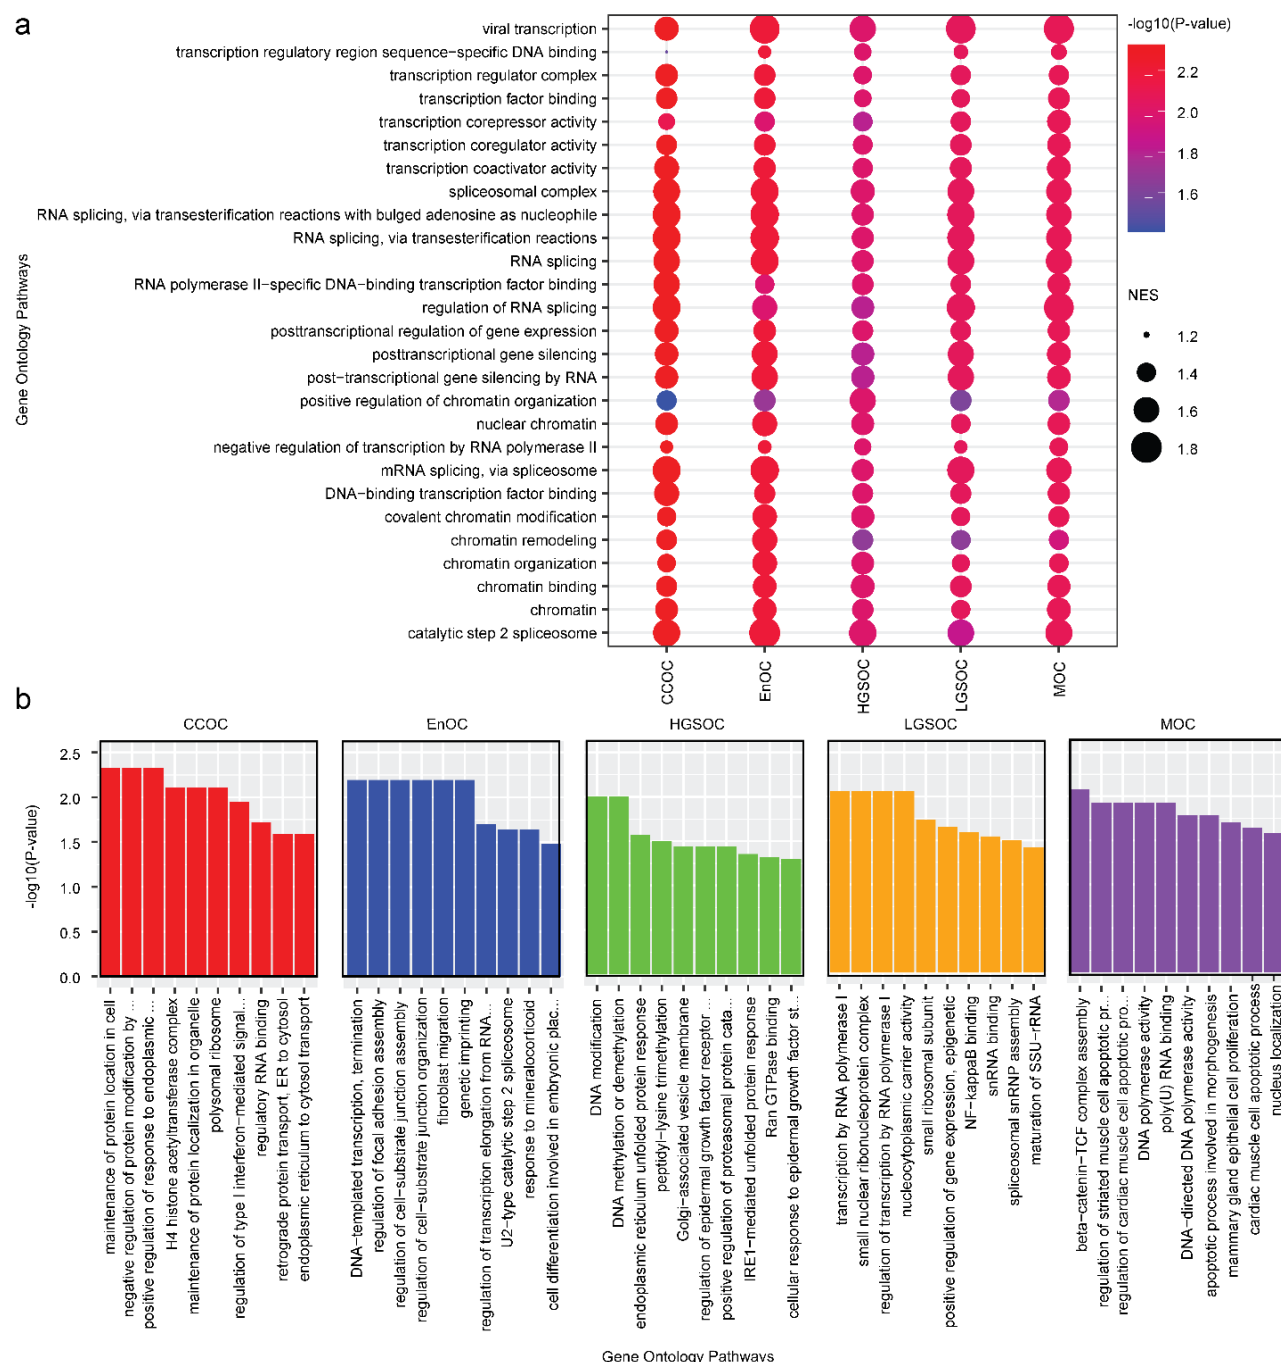 a
viral transcription
transcription regulatory region sequence−specific DNA binding
transcription regulator complex
transcription factor binding
transcription corepressor activity
transcription coregulator activity
transcription coactivator activity
spliceosomal complex
RNA splicing, via transesterification reactions with bulged adenosine as nucleophile
RNA splicing, via transesterification reactions
RNA splicing
RNA polymerase II−specific DNA−binding transcription factor binding
regulation of RNA splicing
posttranscriptional regulation of gene expression
posttranscriptional gene silencing
post−transcriptional gene silencing by RNA
positive regulation of chromatin organization
nuclear chromatin
negative regulation of transcription by RNA polymerase II
mRNA splicing, via spliceosome
DNA−binding transcription factor binding
covalent chromatin modification
chromatin remodeling
chromatin organization
chromatin binding
chromatin
catalytic step 2 spliceosome
Gene Ontology Pathways
CCOC
EnOC
HGSOC
LGSOC
MOC
-log10(P-value)
2.2
2.0
1.8
1.6
NES
1.2
1.4
1.6
1.8
b
CCOC
EnOC
HGSOC
LGSOC
MOC
-log10(P-value)
2.5
2.0
1.5
1.0
0.5
0.0
maintenance of protein location in cell
negative regulation of protein modification by ...
positive regulation of response to endoplasmic ...
H4 histone acetyltransferase complex
maintenance of protein localization in organelle
polysomal ribosome
regulation of type I interferon−mediated signal...
regulatory RNA binding
retrograde protein transport, ER to cytosol
endoplasmic reticulum to cytosol transport
DNA−templated transcription, termination
regulation of focal adhesion assembly
regulation of cell−substrate junction assembly
regulation of cell−substrate junction organization
fibroblast migration
genetic imprinting
regulation of transcription elongation from RNA...
U2−type catalytic step 2 spliceosome
response to mineralocorticoid
cell differentiation involved in embryonic plac...
DNA modification
DNA methylation or demethylation
endoplasmic reticulum unfolded protein response
peptidyl−lysine trimethylation
Golgi−associated vesicle membrane
regulation of epidermal growth factor receptor ...
positive regulation of proteasomal protein cata...
IRE1−mediated unfolded protein response
Ran GTPase binding
cellular response to epidermal growth factor st...
transcription by RNA polymerase I
small nuclear ribonucleoprotein complex
regulation of transcription by RNA polymerase I
nucleocytoplasmic carrier activity
small ribosomal subunit
positive regulation of gene expression, epigenetic
NF−kappaB binding
snRNA binding
spliceosomal snRNP assembly
maturation of SSU−rRNA
beta−catenin−TCF complex assembly
regulation of striated muscle cell apoptotic pr...
regulation of cardiac muscle cell apoptotic pro...
DNA polymerase activity
poly(U) RNA binding
DNA−directed DNA polymerase activity
apoptotic process involved in morphogenesis
mammary gland epithelial cell proliferation
cardiac muscle cell apoptotic process
nucleus localization
Gene Ontology Pathways